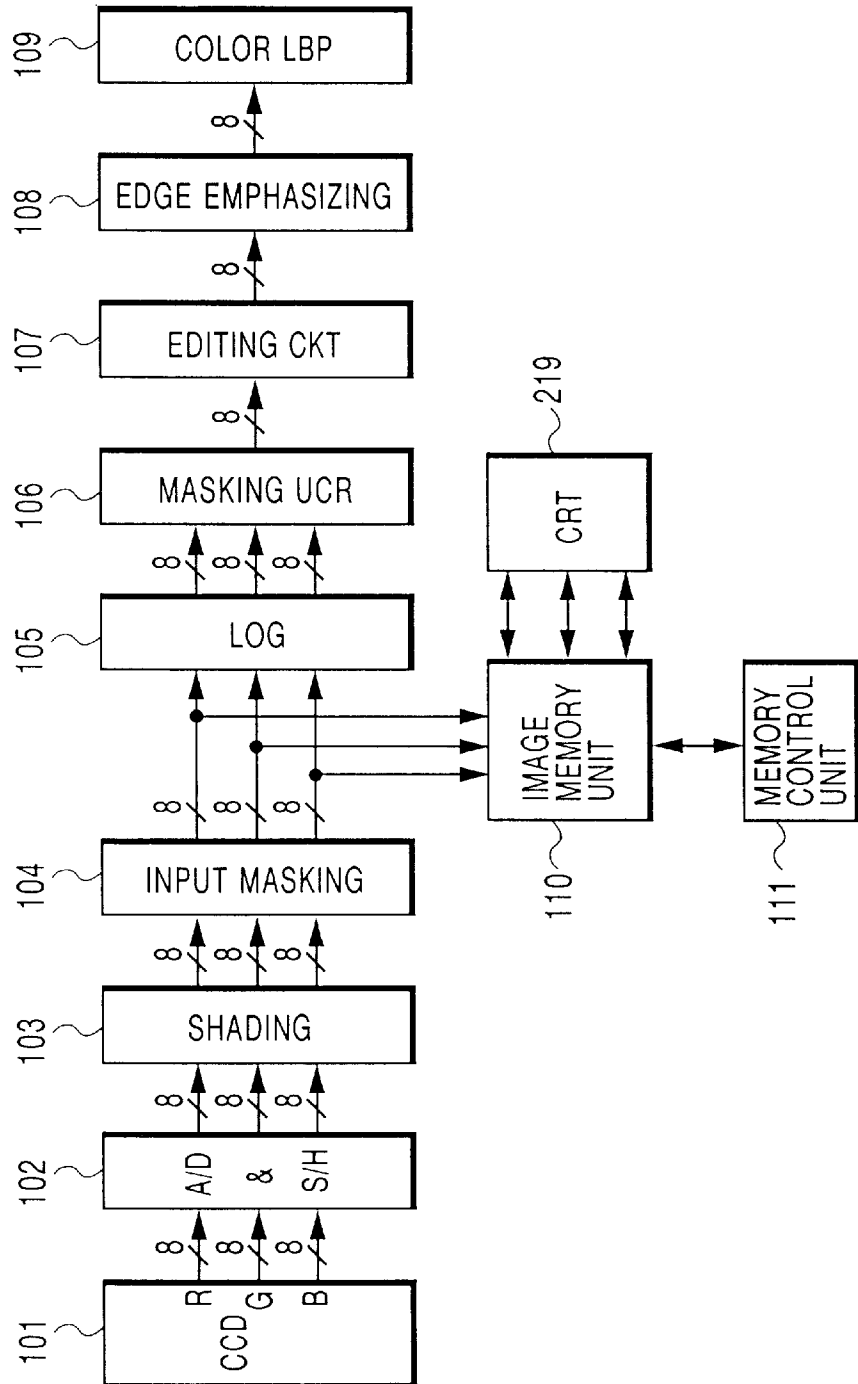 101
CCD
R
G
B
8
8
8
102
A/D
&
S/H
8
8
8
103
SHADING
8
8
8
104
INPUT MASKING
8
8
8
105
LOG
8
8
8
106
MASKING UCR
8
107
EDITING CKT
8
108
EDGE EMPHASIZING
8
109
COLOR LBP
110
IMAGE
MEMORY
UNIT
219
CRT
111
MEMORY
CONTROL
UNIT